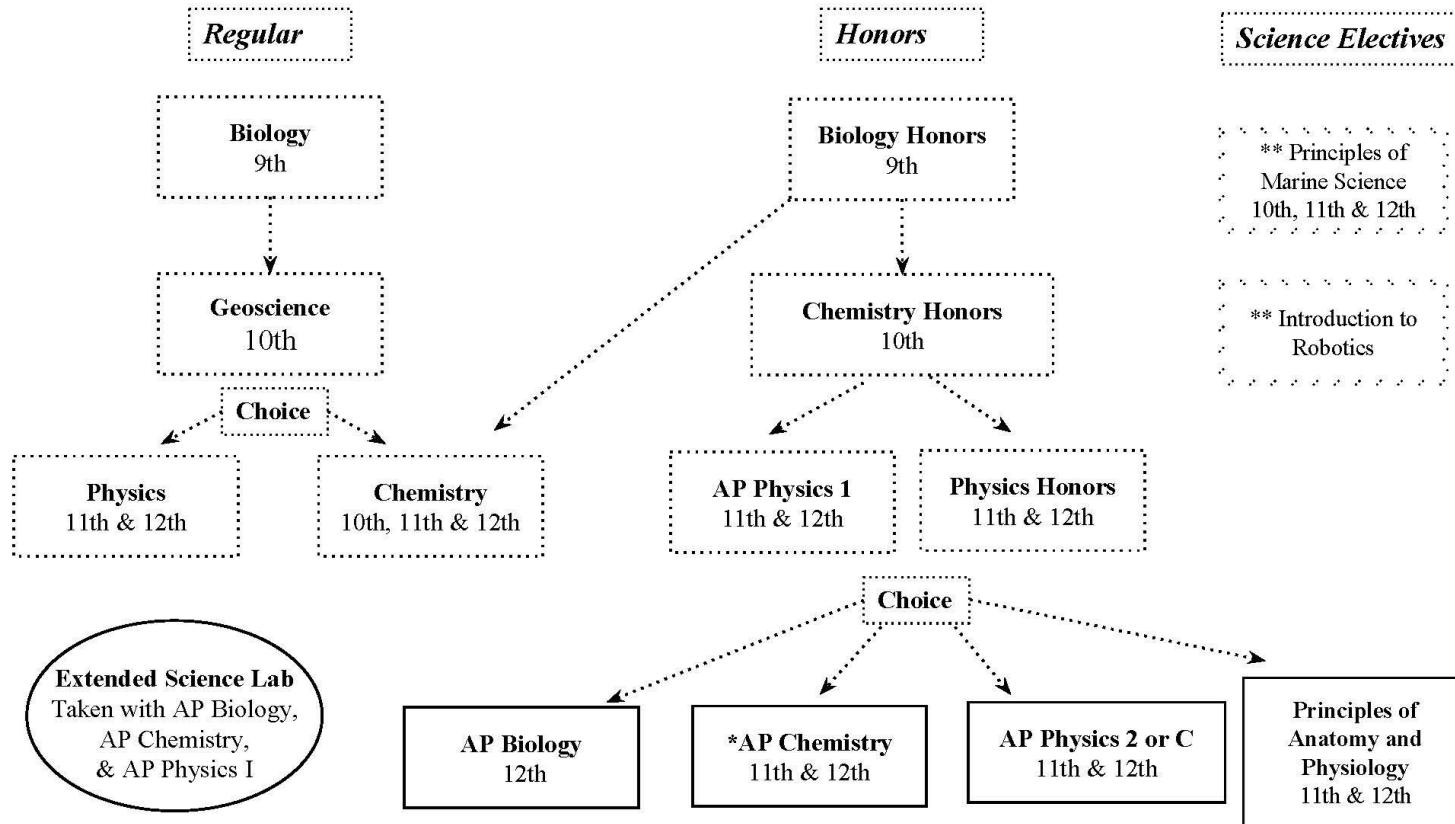 Regular
Honors
Science Electives
Biology
9th
Biology Honors
9th
** Principles of
Marine Science
10th, 11th & 12th
Geoscience
10th
Chemistry Honors
10th
** Introduction to
Robotics
Choice
Physics
11th & 12th
Chemistry
10th, 11th & 12th
AP Physics 1
11th & 12th
Physics Honors
11th & 12th
Choice
Extended Science Lab
Taken with AP Biology,
AP Chemistry,
& AP Physics I
AP Biology
12th
*AP Chemistry
11th & 12th
AP Physics 2 or C
11th & 12th
Principles of
Anatomy and
Physiology
11th & 12th